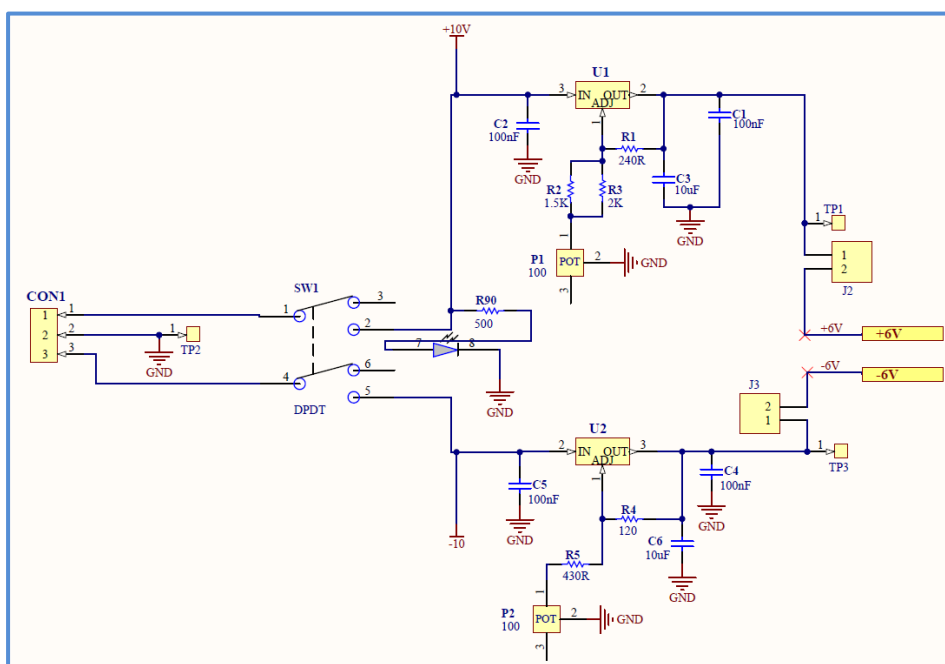 +10V
U1
3
IN
OUT
2
ADJ
1
C2
100nF
GND
R1
240R
C1
100nF
R2
1.5K
R3
2K
C3
10uF
GND
1
P1
100
POT
2
GND
3
1
TP1
1
2
J2
CON1
1
2
3
1
2
3
1
TP2
GND
SW1
1
3
2
4
6
5
DPDT
R90
500
7
8
GND
+6V
+6V
-6V
-6V
J3
2
1
1
TP3
U2
2
IN
OUT
3
ADJ
1
C5
100nF
GND
-10
R4
120
C4
100nF
GND
C6
10uF
GND
R5
430R
1
P2
100
POT
2
GND
3